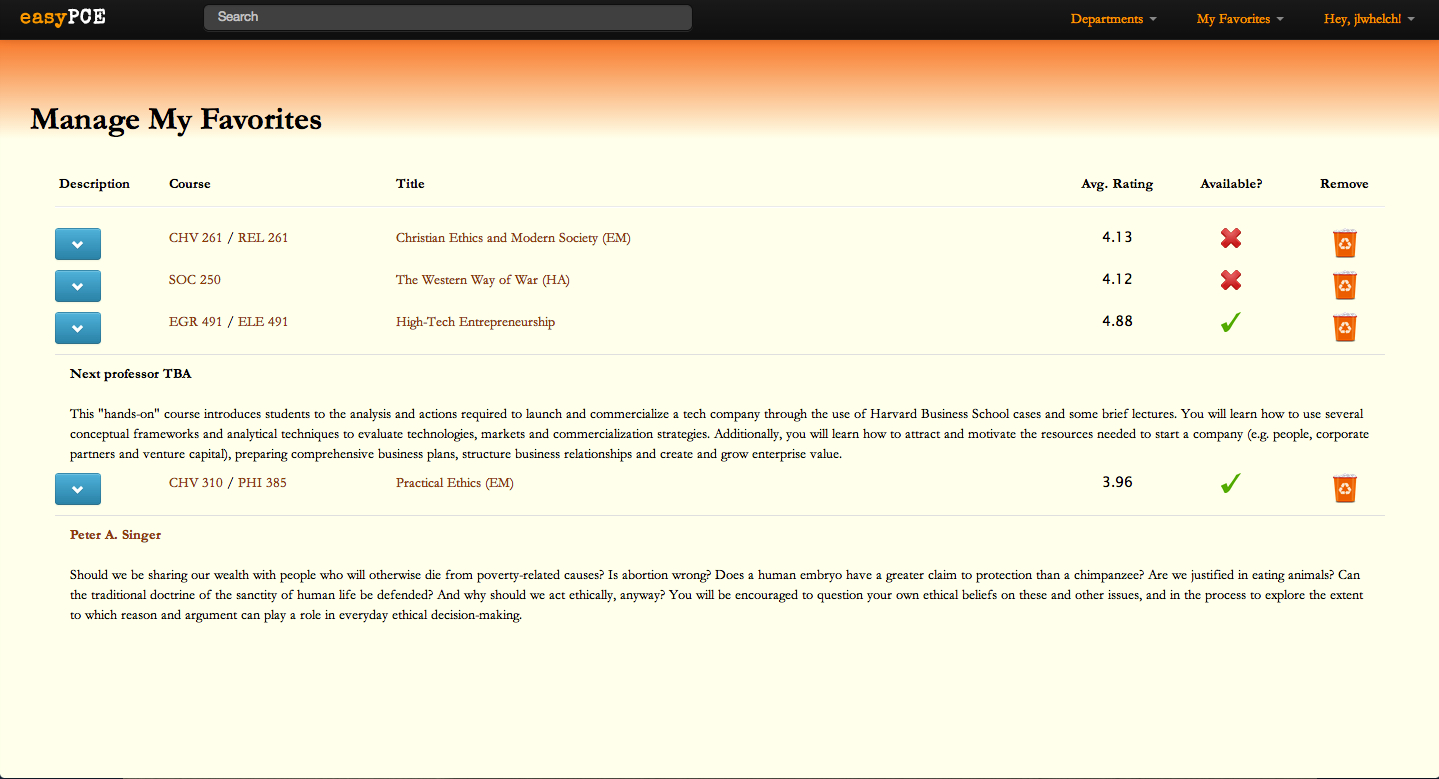 easyPCE Search Departments My Favorites Hey, jlwhelch!
Manage My Favorites
Description Course Title Avg. Rating Available? Remove
CHV 261 / REL 261 Christian Ethics and Modern Society (EM) 4.13
SOC 250 The Western Way of War (HA) 4.12
EGR 491 / ELE 491 High-Tech Entrepreneurship 4.88
Next professor TBA
This "hands-on" course introduces students to the analysis and actions required to launch and commercialize a tech company through the use of Harvard Business School cases and some brief lectures. You will learn how to use several
conceptual frameworks and analytical techniques to evaluate technologies, markets and commercialization strategies. Additionally, you will learn how to attract and motivate the resources needed to start a company (e.g. people, corporate
partners and venture capital), preparing comprehensive business plans, structure business relationships and create and grow enterprise value.
CHV 310 / PHI 385 Practical Ethics (EM) 3.96
Peter A. Singer
Should we be sharing our wealth with people who will otherwise die from poverty-related causes? Is abortion wrong? Does a human embryo have a greater claim to protection than a chimpanzee? Are we justified in eating animals? Can
the traditional doctrine of the sanctity of human life be defended? And why should we act ethically, anyway? You will be encouraged to question your own ethical beliefs on these and other issues, and in the process to explore the extent
to which reason and argument can play a role in everyday ethical decision-making.